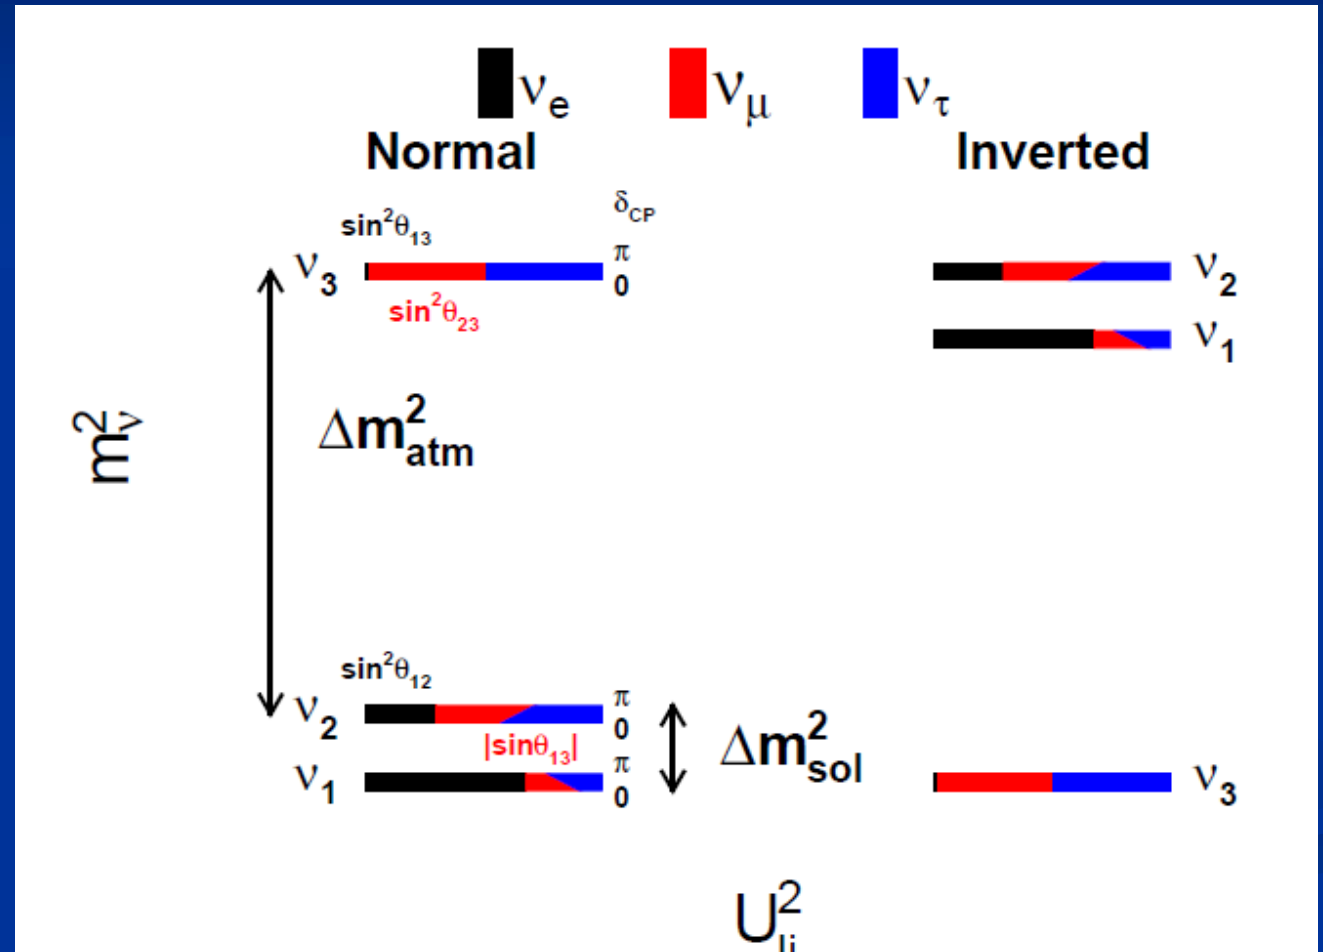 νe νμ ντ
Normal Inverted
δCP
sin²θ13
ν3 π ν2
0
sin²θ23
ν1
m²ν
Δm²atm
sin²θ12
ν2 π
0
|sinθ13| Δm²sol
ν1 π ν3
0
U²li